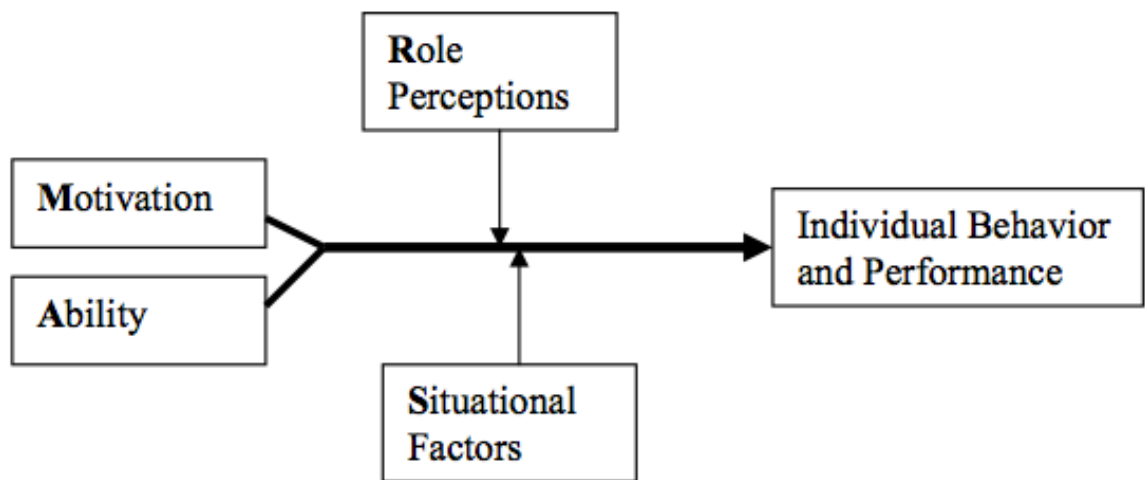 Role
Perceptions
Motivation
Ability
Individual Behavior
and Performance
Situational
Factors